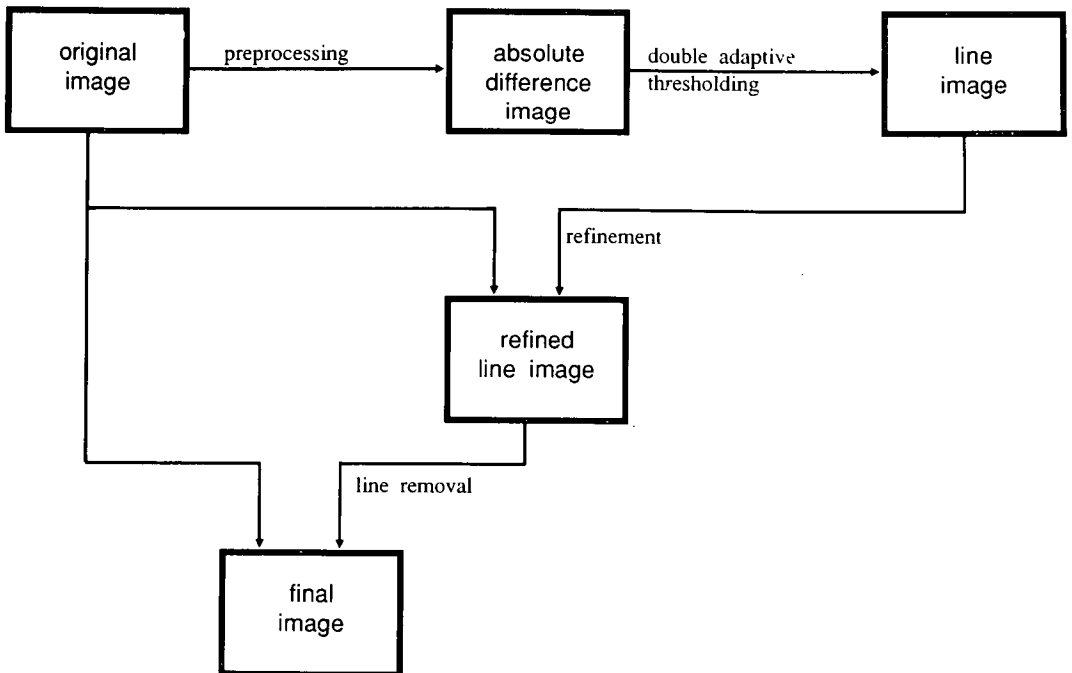 original
image
preprocessing
absolute
difference
image
double adaptive
thresholding
line
image
refinement
refined
line image
line removal
final
image